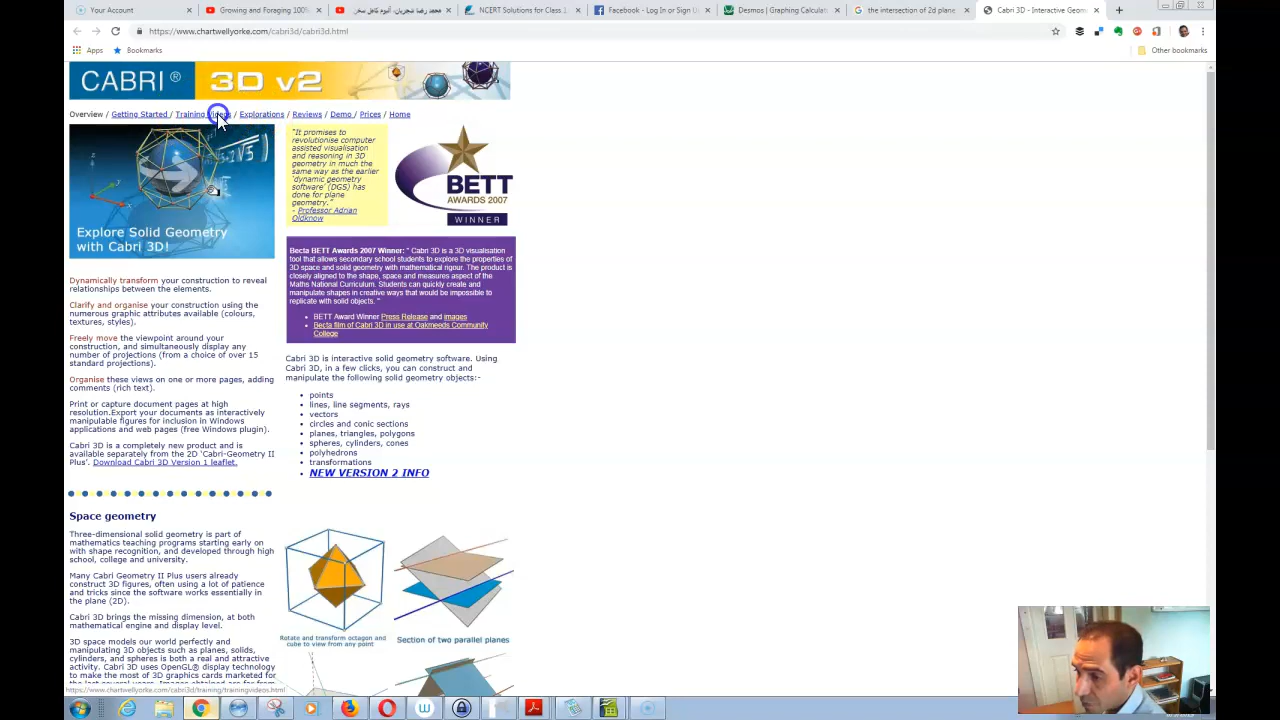 Your Account
Growing and Foraging 100%
محمد رضا شجریان، آلبوم کامل سخن
NCERT Solutions for Class 1
Facebook - Log In or Sign U
Desmos | Graphing Calcula
the intersection of 2d plane
Cabri 3D - Interactive Geom
https://www.chartwellyorke.com/cabri3d/cabri3d.html
Apps
Bookmarks
Other bookmarks
CABRI ® 3D v2
Overview / Getting Started / Training Videos / Explorations / Reviews / Demo / Prices / Home
Explore Solid Geometry
with Cabri 3D!
"It promises to
revolutionise computer
assisted visualisation
and reasoning in 3D
geometry in much the
same way as the earlier
'dynamic geometry
software' (DGS) has
done for plane
geometry."
- Professor Adrian
Oldknow
BETT
AWARDS 2007
WINNER
Becta BETT Awards 2007 Winner: " Cabri 3D is a 3D visualisation
tool that allows secondary school students to explore the properties of
3D space and solid geometry with mathematical rigour. The product is
closely aligned to the shape, space and measures aspect of the
Maths National Curriculum. Students can quickly create and
manipulate shapes in creative ways that would be impossible to
replicate with solid objects. "
• BETT Award Winner Press Release and images
• Becta film of Cabri 3D in use at Oakmeeds Community
College
Dynamically transform your construction to reveal
relationships between the elements.
Clarify and organise your construction using the
numerous graphic attributes available (colours,
textures, styles).
Freely move the viewpoint around your
construction, and simultaneously display any
number of projections (from a choice of over 15
standard projections).
Organise these views on one or more pages, adding
comments (rich text).
Print or capture document pages at high
resolution.Export your documents as interactively
manipulable figures for inclusion in Windows
applications and web pages (free Windows plugin).
Cabri 3D is a completely new product and is
available separately from the 2D 'Cabri-Geometry II
Plus'. Download Cabri 3D Version 1 leaflet.
Cabri 3D is interactive solid geometry software. Using
Cabri 3D, in a few clicks, you can construct and
manipulate the following solid geometry objects:-
• points
• lines, line segments, rays
• vectors
• circles and conic sections
• planes, triangles, polygons
• spheres, cylinders, cones
• polyhedrons
• transformations
• NEW VERSION 2 INFO
Space geometry
Three-dimensional solid geometry is part of
mathematics teaching programs starting early on
with shape recognition, and developed through high
school, college and university.
Many Cabri Geometry II Plus users already
construct 3D figures, often using a lot of patience
and tricks since the software works essentially in
the plane (2D).
Cabri 3D brings the missing dimension, at both
mathematical engine and display level.
3D space models our world perfectly and
manipulating 3D objects such as planes, solids,
cylinders, and spheres is both a real and attractive
activity. Cabri 3D uses OpenGL® display technology
to make the most of 3D graphics cards marketed for
Rotate and transform octagon and
cube to view from any point
Section of two parallel planes
https://www.chartwellyorke.com/cabri3d/training/trainingvideos.html